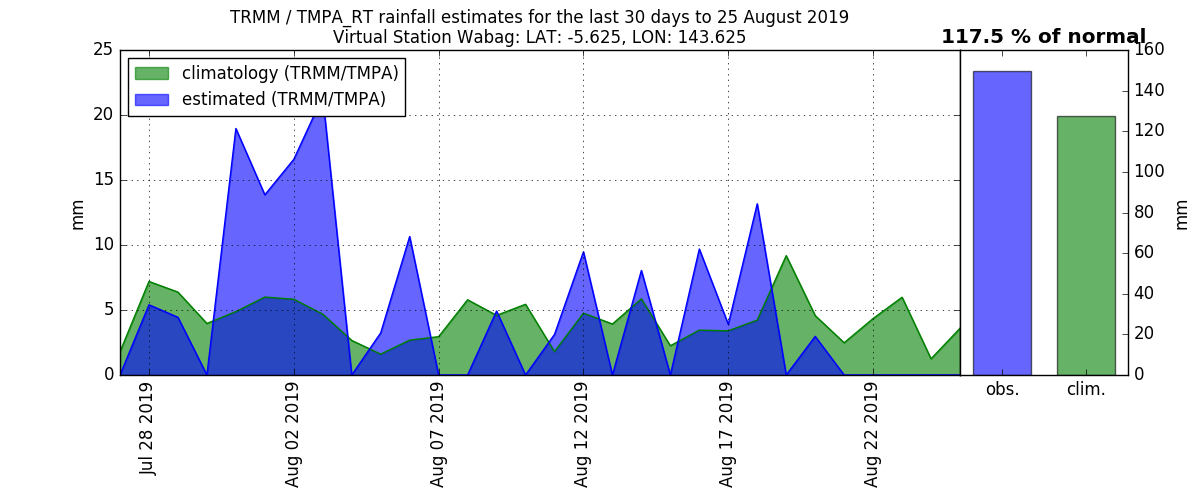 TRMM / TMPA_RT rainfall estimates for the last 30 days to 25 August 2019
Virtual Station Wabag: LAT: -5.625, LON: 143.625
117.5 % of normal
climatology (TRMM/TMPA)
estimated (TRMM/TMPA)
mm
25
20
15
10
5
0
Jul 28 2019
Aug 02 2019
Aug 07 2019
Aug 12 2019
Aug 17 2019
Aug 22 2019
obs.
clim.
160
140
120
100
80
60
40
20
0
mm